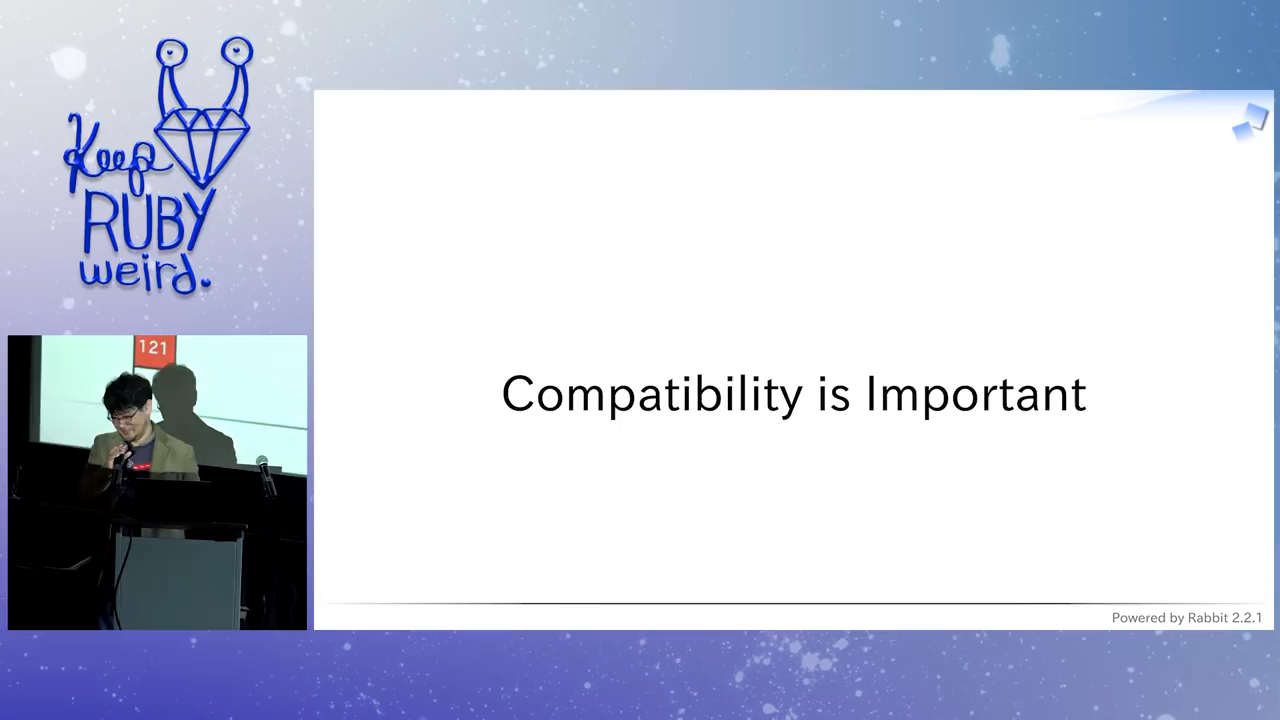 Keep
RUBY
weird.
121
Compatibility is Important
Powered by Rabbit 2.2.1